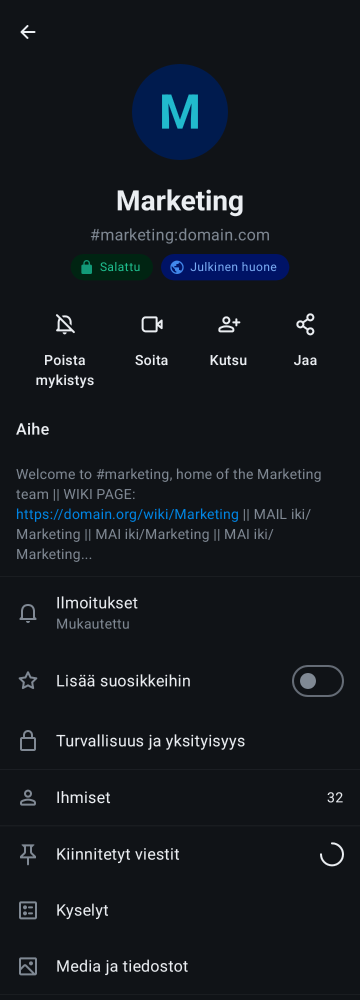 M
Marketing
#marketing:domain.com
Salattu
Julkinen huone
Poista mykistys
Soita
Kutsu
Jaa
Aihe
Welcome to #marketing, home of the Marketing
team || WIKI PAGE:
https://domain.org/wiki/Marketing || MAIL iki/
Marketing || MAI iki/Marketing || MAI iki/
Marketing...
Ilmoitukset
Mukautettu
Lisää suosikkeihin
Turvallisuus ja yksityisyys
Ihmiset 32
Kiinnitetyt viestit
Kyselyt
Media ja tiedostot